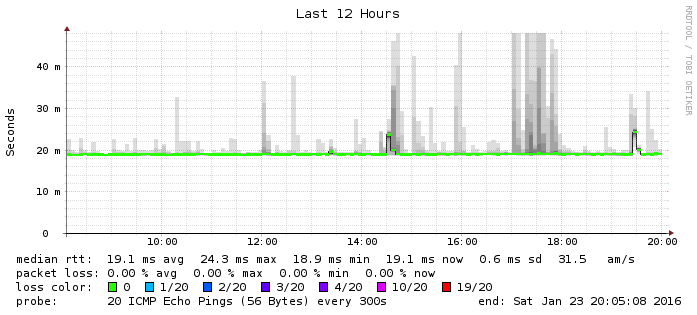 Last 12 Hours
RRDTOOL / TOBI OETIKER
Seconds
40 m
30 m
20 m
10 m
0
10:00 12:00 14:00 16:00 18:00 20:00
median rtt: 19.1 ms avg 24.3 ms max 18.9 ms min 19.1 ms now 0.6 ms sd 31.5 am/s
packet loss: 0.00 % avg 0.00 % max 0.00 % min 0.00 % now
loss color: 0 1/20 2/20 3/20 4/20 10/20 19/20
probe: 20 ICMP Echo Pings (56 Bytes) every 300s end: Sat Jan 23 20:05:08 2016